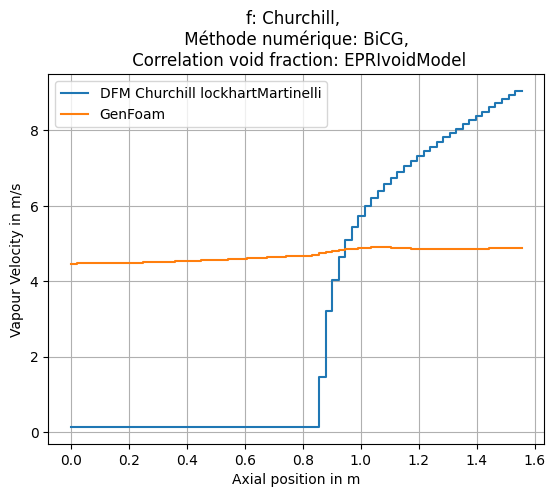 f: Churchill,
Méthode numérique: BiCG,
Correlation void fraction: EPRIvoidModel
DFM Churchill lockhartMartinelli
GenFoam
Vapour Velocity in m/s
8
6
4
2
0
0.0 0.2 0.4 0.6 0.8 1.0 1.2 1.4 1.6
Axial position in m